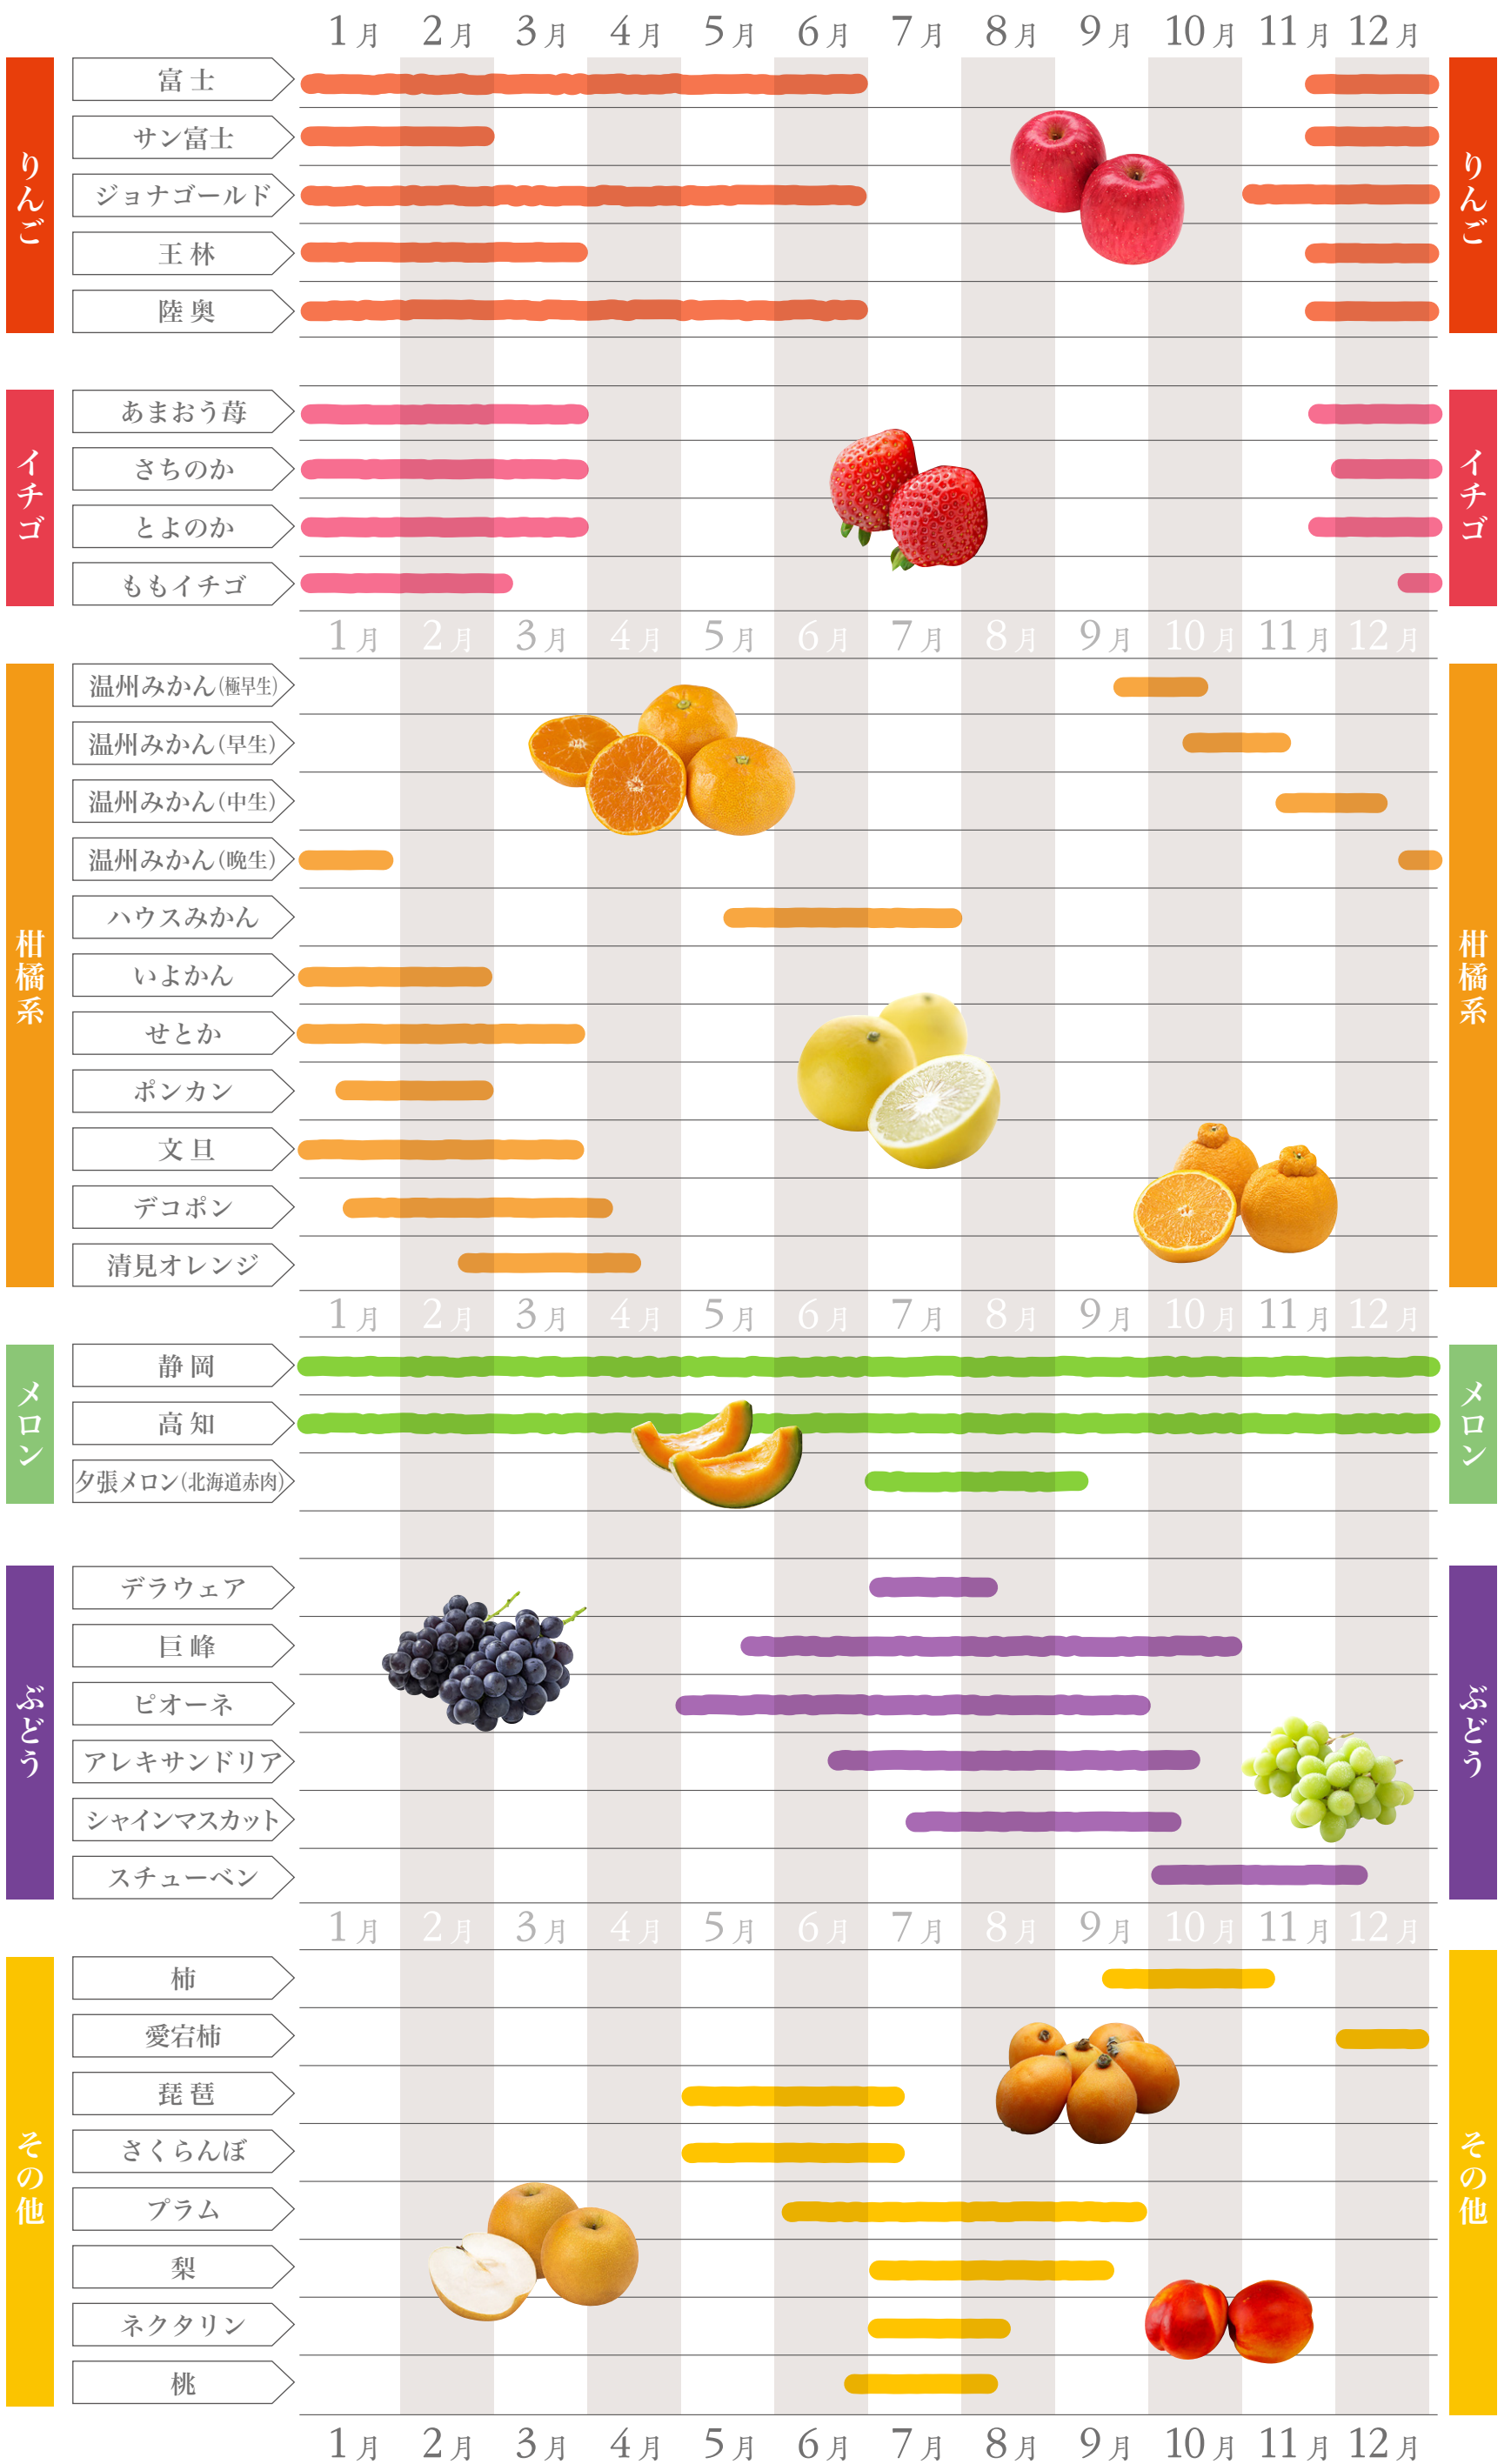 1月 2月 3月 4月 5月 6月 7月 8月 9月 10月 11月 12月
りんご
りんご
富士
サン富士
ジョナゴールド
王林
陸奥
イチゴ
イチゴ
あまおう苺
さちのか
とよのか
ももイチゴ
1月 2月 3月 4月 5月 6月 7月 8月 9月 10月 11月 12月
柑橘系
柑橘系
温州みかん(極早生)
温州みかん(早生)
温州みかん(中生)
温州みかん(晩生)
ハウスみかん
いよかん
せとか
ポンカン
文旦
デコポン
清見オレンジ
1月 2月 3月 4月 5月 6月 7月 8月 9月 10月 11月 12月
メロン
メロン
静岡
高知
夕張メロン(北海道赤肉)
ぶどう
ぶどう
デラウェア
巨峰
ピオーネ
アレキサンドリア
シャインマスカット
スチューベン
1月 2月 3月 4月 5月 6月 7月 8月 9月 10月 11月 12月
その他
その他
柿
愛宕柿
琵琶
さくらんぼ
プラム
梨
ネクタリン
桃
1月 2月 3月 4月 5月 6月 7月 8月 9月 10月 11月 12月